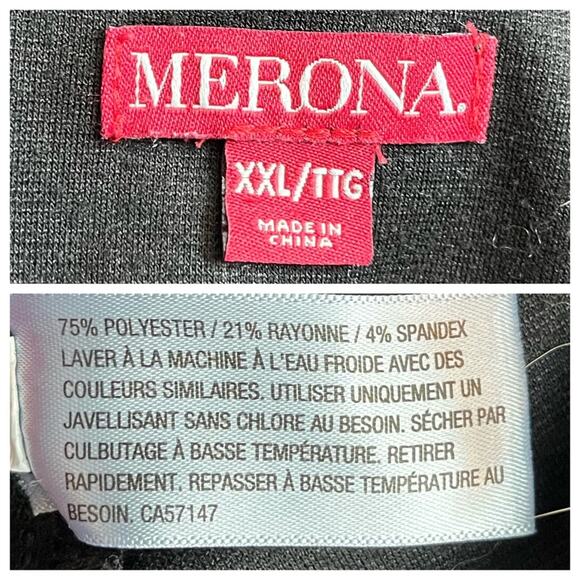 MERONA.
XXL/TTG
MADE IN
CHINA
75% POLYESTER / 21% RAYONNE / 4% SPANDEX
LAVER À LA MACHINE À L'EAU FROIDE AVEC DES
COULEURS SIMILAIRES. UTILISER UNIQUEMENT UN
JAVELLISANT SANS CHLORE AU BESOIN. SÉCHER PAR
CULBUTAGE À BASSE TEMPÉRATURE. RETIRER
RAPIDEMENT. REPASSER À BASSE TEMPÉRATURE AU
BESOIN. CA57147